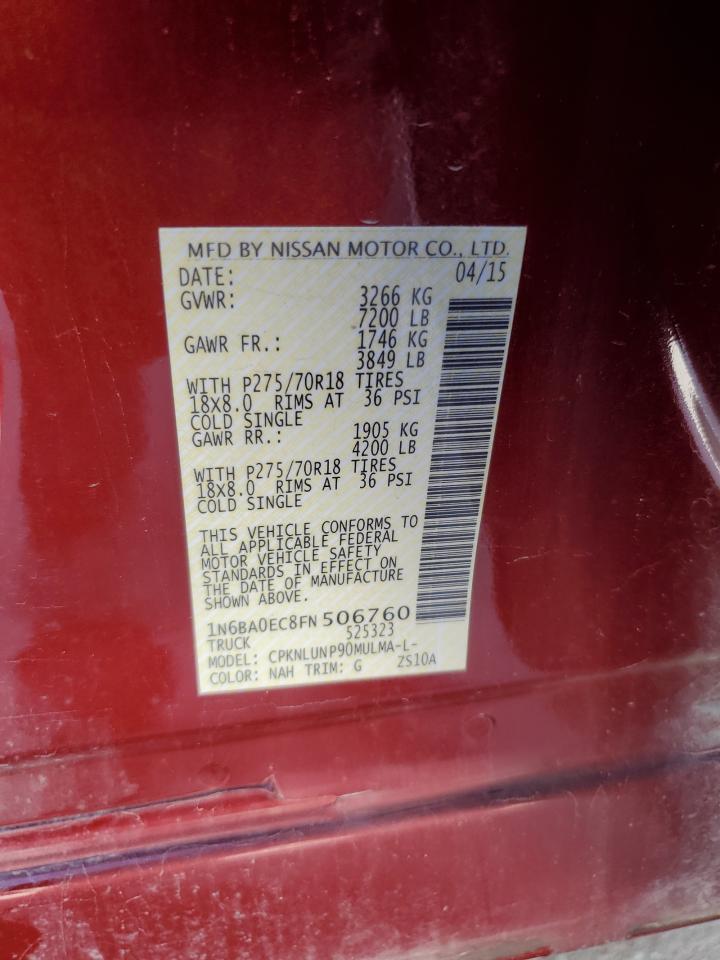 MFD BY NISSAN MOTOR CO., LTD.
DATE: 04/15
GVWR: 3266 KG
7200 LB
GAWR FR.: 1746 KG
3849 LB
WITH P275/70R18 TIRES
18X8.0 RIMS AT 36 PSI
COLD SINGLE
GAWR RR.: 1905 KG
4200 LB
WITH P275/70R18 TIRES
18X8.0 RIMS AT 36 PSI
COLD SINGLE
THIS VEHICLE CONFORMS TO
ALL APPLICABLE FEDERAL
MOTOR VEHICLE SAFETY
STANDARDS IN EFFECT ON
THE DATE OF MANUFACTURE
SHOWN ABOVE.
1N6BA0EC8FN 506760
TRUCK 525323
MODEL: CPKNLUNP90MULMA-L-
COLOR: NAH TRIM: G ZS10A